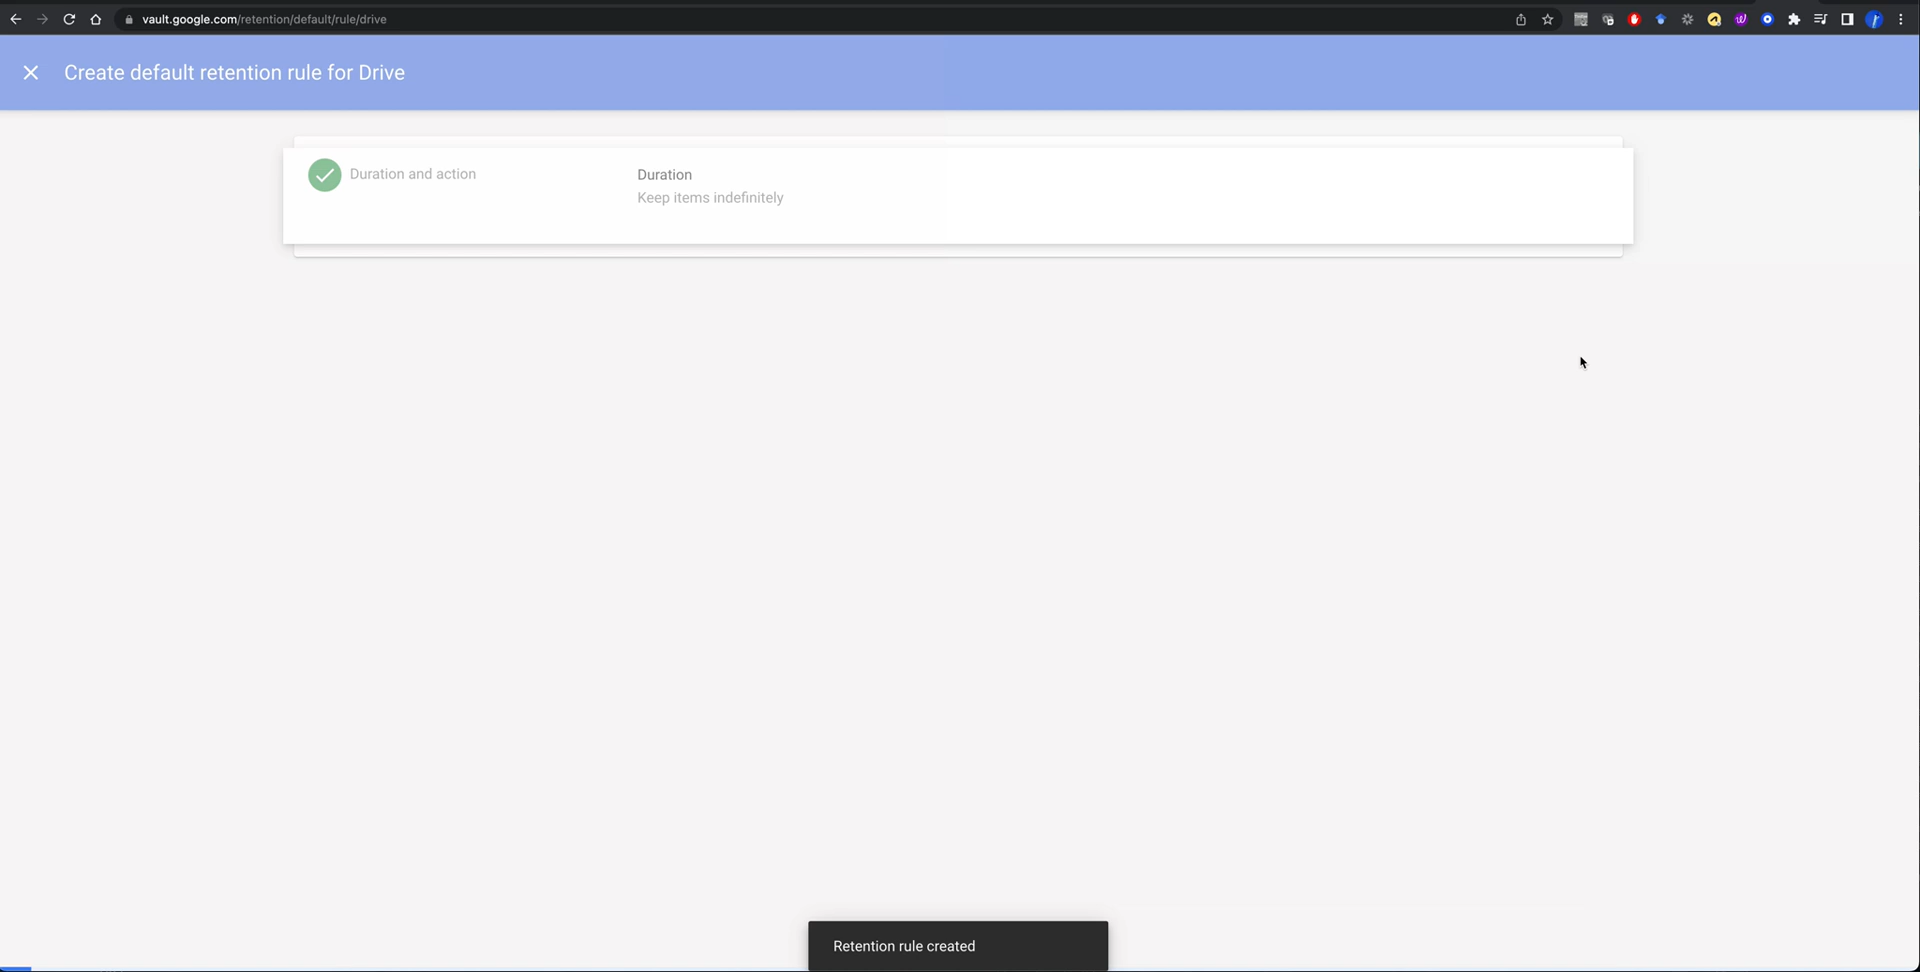 vault.google.com/retention/default/rule/drive
Create default retention rule for Drive
Duration and action
Duration
Keep items indefinitely
Retention rule created